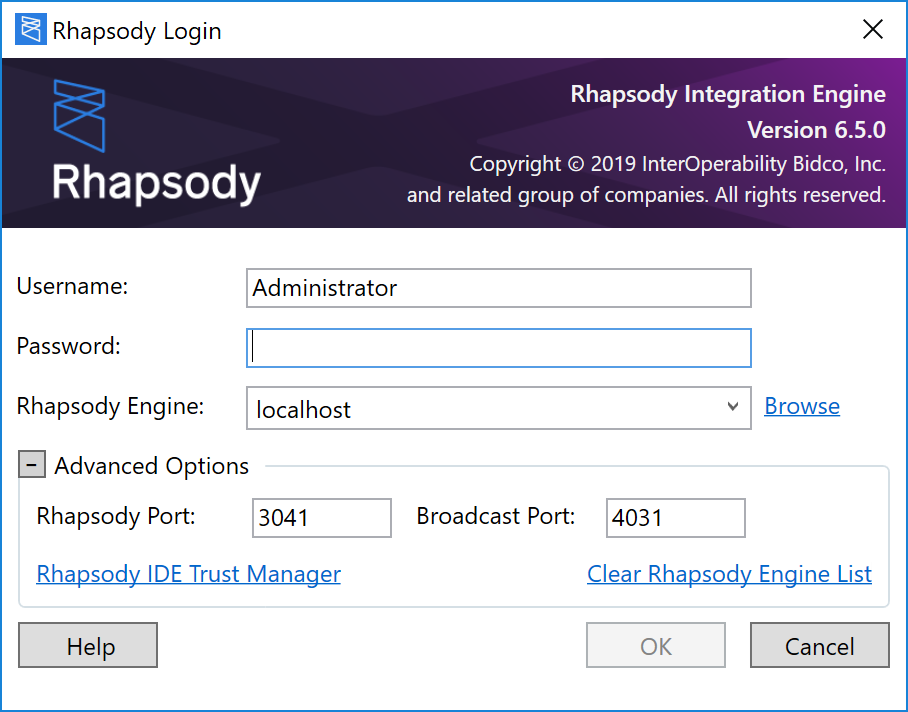 Rhapsody Login
Rhapsody
Rhapsody Integration Engine
Version 6.5.0
Copyright © 2019 InterOperability Bidco, Inc.
and related group of companies. All rights reserved.
Username: Administrator
Password:
Rhapsody Engine: localhost Browse
Advanced Options
Rhapsody Port: 3041 Broadcast Port: 4031
Rhapsody IDE Trust Manager Clear Rhapsody Engine List
Help OK Cancel